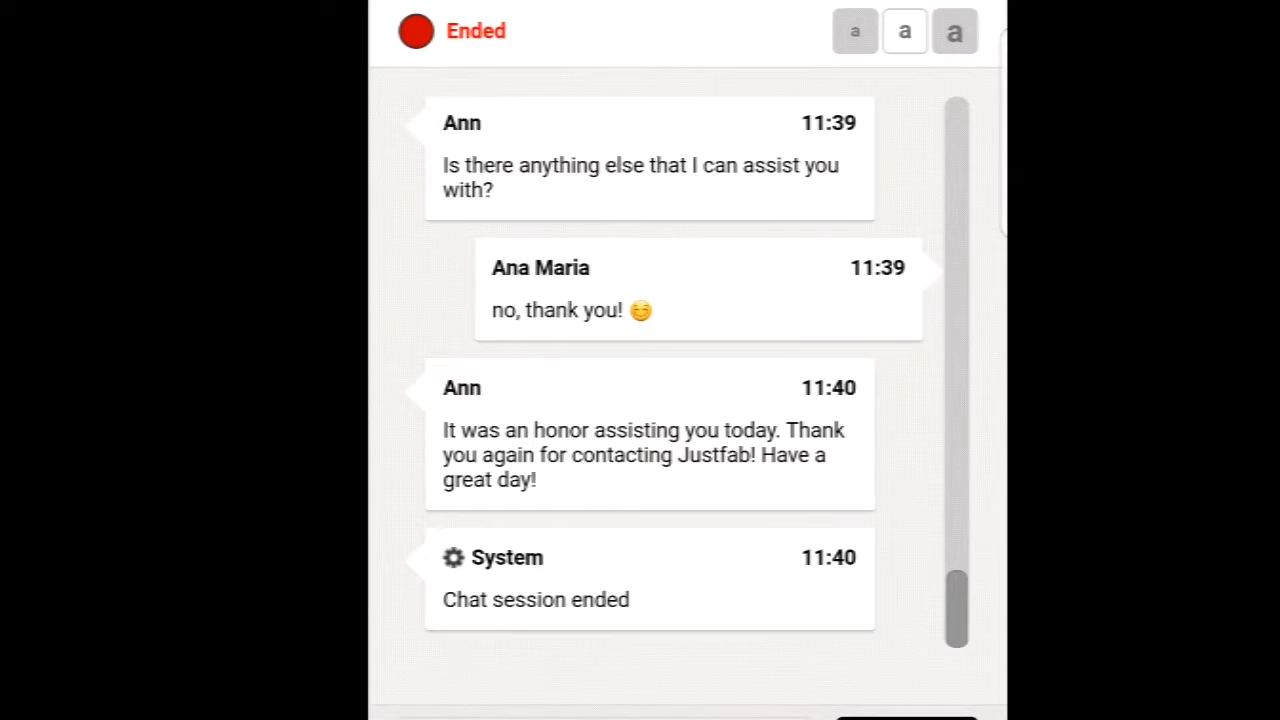 Ended
a a a
Ann 11:39
Is there anything else that I can assist you
with?
Ana Maria 11:39
no, thank you! 😊
Ann 11:40
It was an honor assisting you today. Thank
you again for contacting Justfab! Have a
great day!
System 11:40
Chat session ended